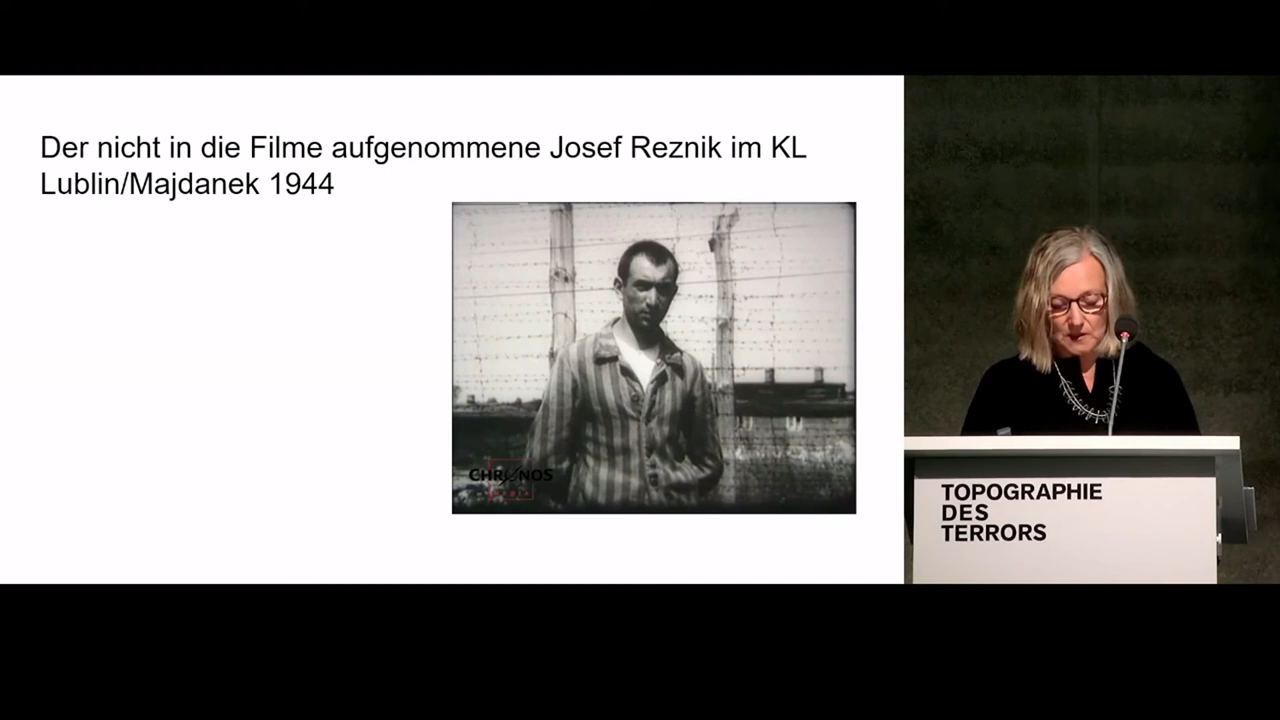 Der nicht in die Filme aufgenommene Josef Reznik im KL
Lublin/Majdanek 1944
CHRONOS
TOPOGRAPHIE
DES
TERRORS